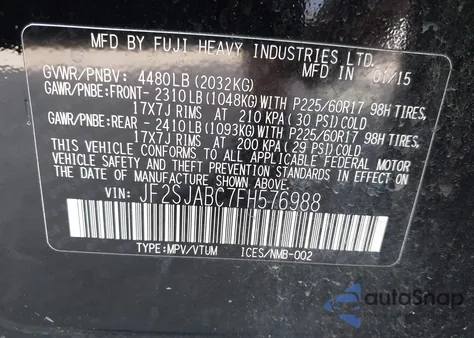 MFD BY FUJI HEAVY INDUSTRIES LTD.
MFD IN 01/15
GVWR/PNBV: 4480LB (2032KG)
GAWR/PNBE:FRONT- 2310LB (1048KG)WITH P225/60R17 98H TIRES,
17X7J RIMS AT 210 KPA ( 30 PSI) COLD
GAWR/PNBE:REAR -2410LB (1093KG)WITH P225/60R17 98H TIRES,
17X7J RIMS AT 200 KPA ( 29 PSI) COLD
THIS VEHICLE CONFORMS TO ALL APPLICABLE FEDERAL MOTOR
VEHICLE SAFETY AND THEFT PREVENTION STANDARDS IN EFFECT ON
THE DATE OF MANUFACTURE SHOWN ABOVE.
VIN: JF2SJABC7FH576988
TYPE:MPV/VTUM ICES/NMB-002
autoSnap